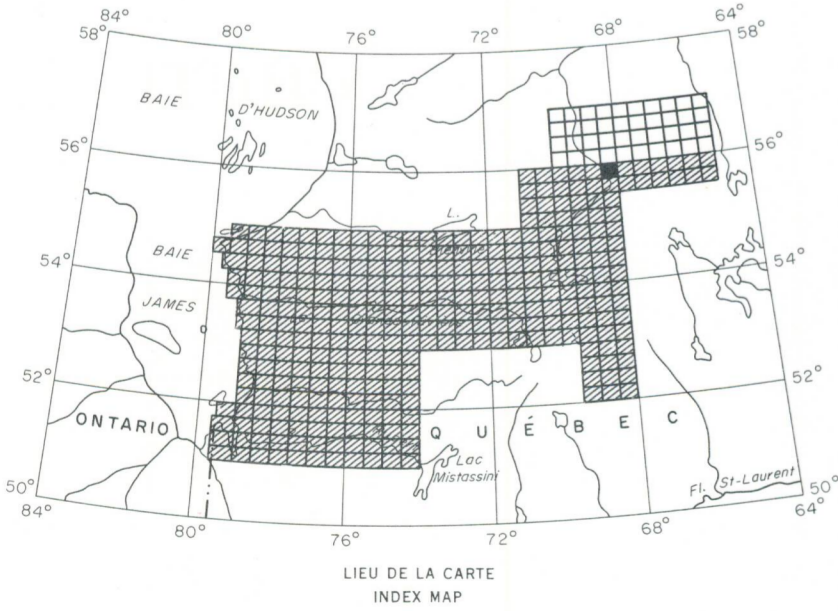 84°
80°
76°
72°
68°
64°
58°
58°
BAIE
D'HUDSON
56°
56°
L.
BAIE
54°
54°
JAMES
52°
52°
ONTARIO
QUÉBEC
Lac
Mistassini
Fl. St-Laurent
50°
50°
84°
80°
76°
72°
68°
64°
LIEU DE LA CARTE
INDEX MAP